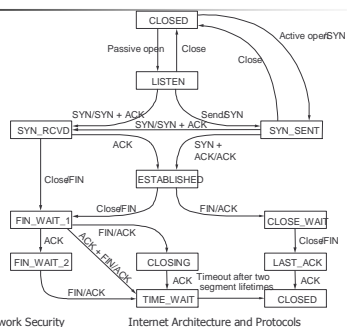 CLOSED
Active open/SYN
Passive open
Close
Close
LISTEN
SYN/SYN + ACK
Send/SYN
SYN/SYN + ACK
SYN_RCVD
SYN_SENT
ACK
SYN +
ACK/ACK
Close/FIN
ESTABLISHED
Close/FIN
FIN/ACK
FIN_WAIT_1
CLOSE_WAIT
FIN/ACK
ACK
ACK + FIN/ACK
Close/FIN
FIN_WAIT_2
CLOSING
LAST_ACK
ACK
Timeout after two
segment lifetimes
ACK
FIN/ACK
TIME_WAIT
CLOSED
work Security
Internet Architecture and Protocols